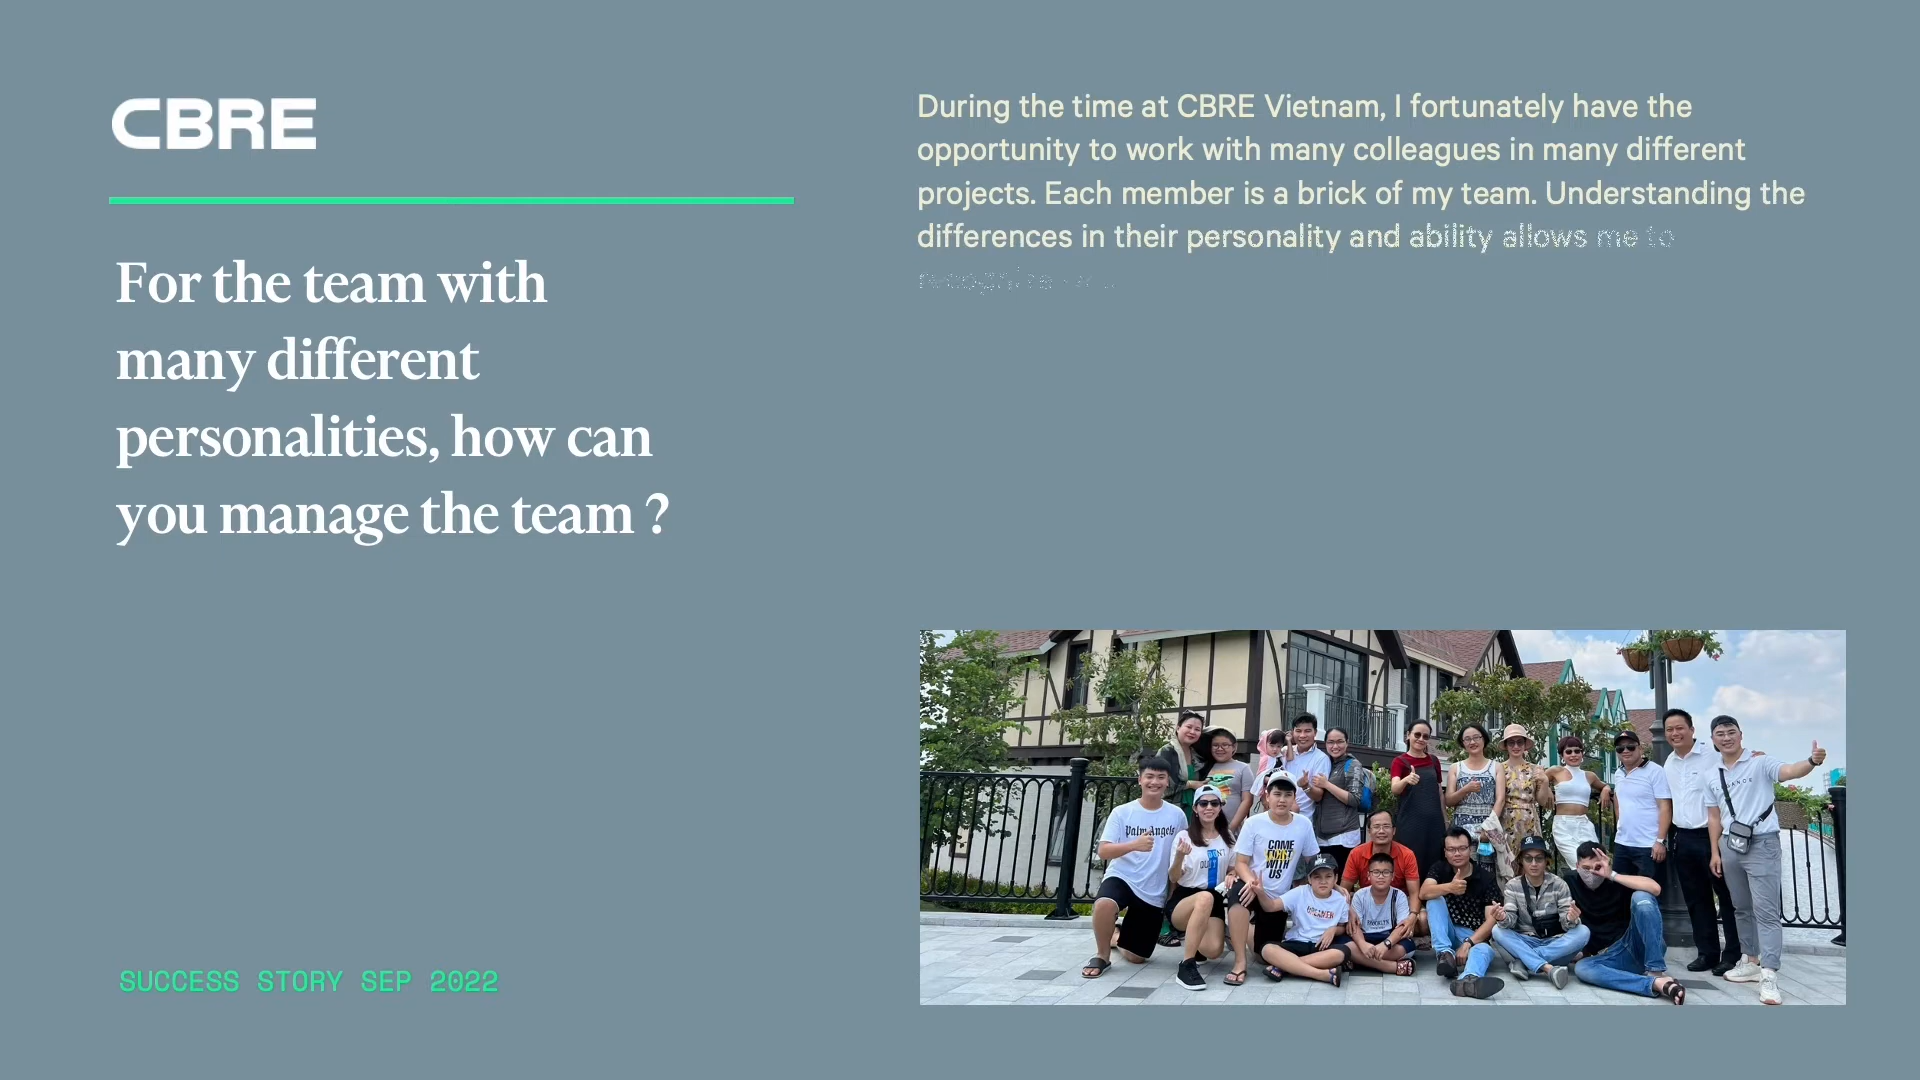 CBRE
For the team with
many different
personalities, how can
you manage the team ?
SUCCESS STORY SEP 2022
During the time at CBRE Vietnam, I fortunately have the
opportunity to work with many colleagues in many different
projects. Each member is a brick of my team. Understanding the
differences in their personality and ability allows me to
recognize
Palm Angels
COME
WITH
US